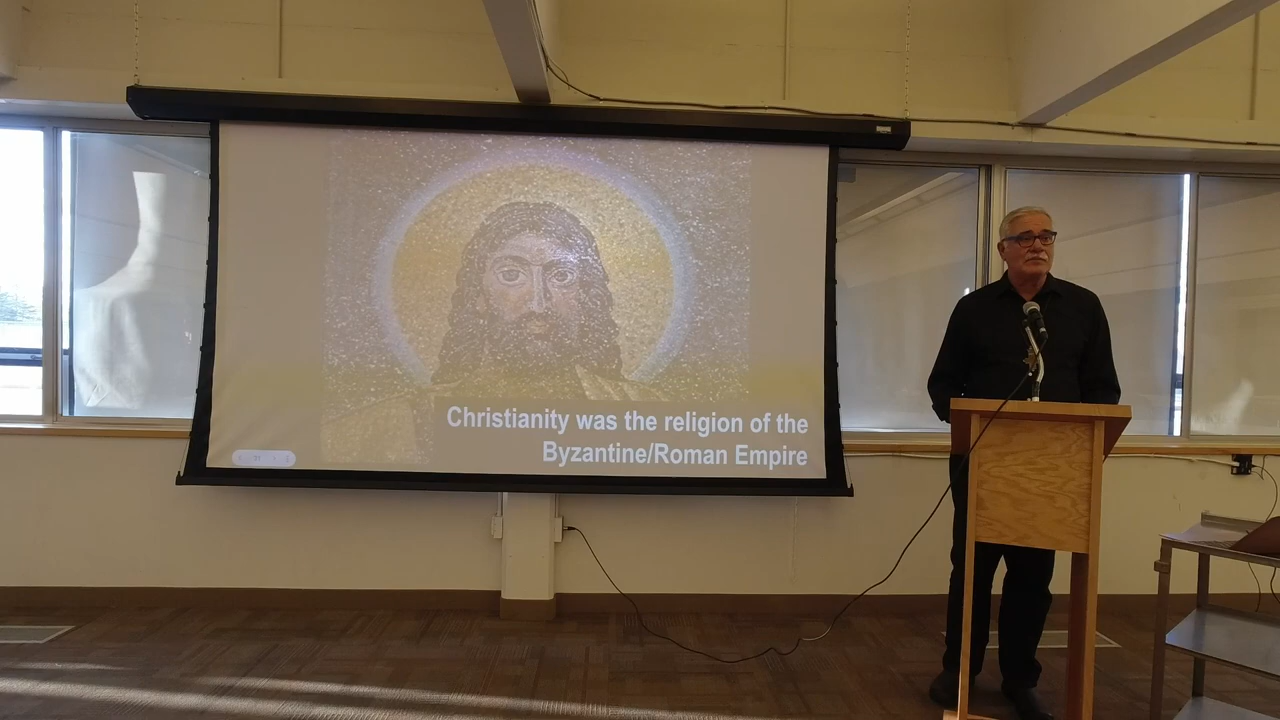 Christianity was the religion of the
Byzantine/Roman Empire